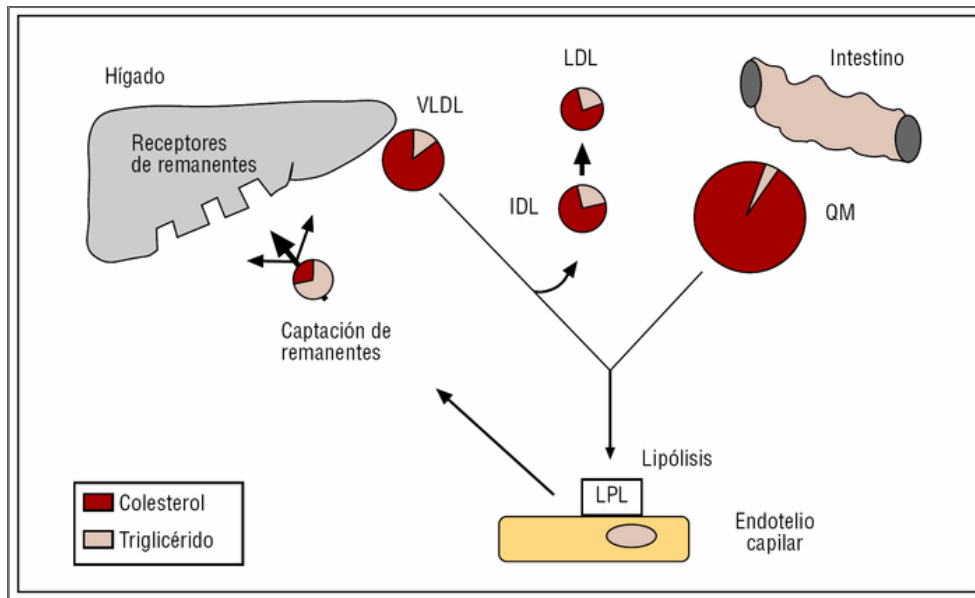 Hígado
Receptores
de remanentes
VLDL
LDL
IDL
Intestino
QM
Captación de
remanentes
Lipólisis
LPL
Endotelio
capilar
Colesterol
Triglicérido